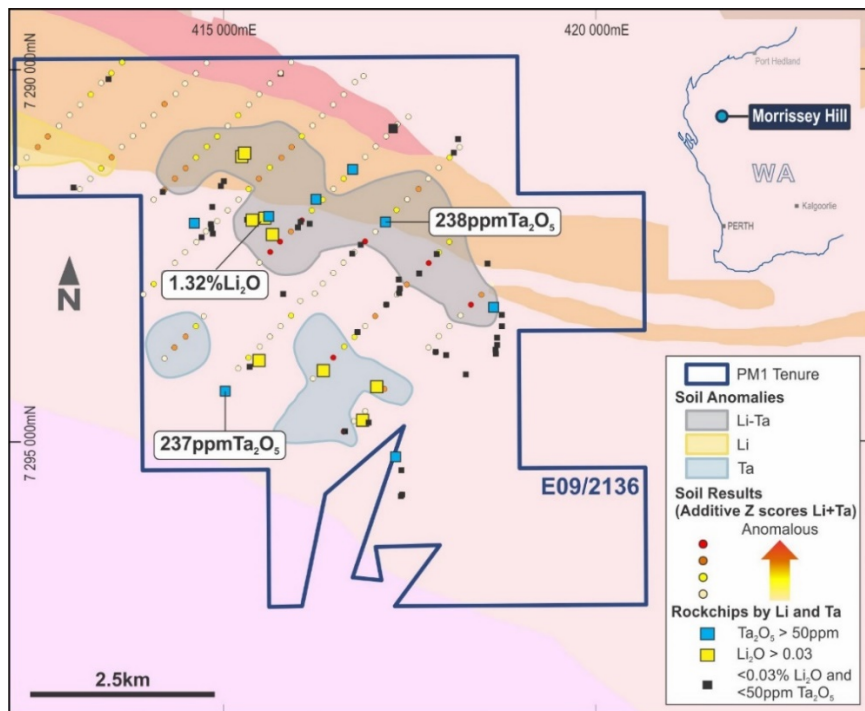 415 000mE
420 000mE
7 290 000mN
7 295 000mN
Port Hedland
Morrissey Hill
WA
Kalgoorlie
PERTH
238ppmTa₂O₅
1.32%Li₂O
N
237ppmTa₂O₅
E09/2136
2.5km
PM1 Tenure
Soil Anomalies
Li-Ta
Li
Ta
Soil Results
(Additive Z scores Li+Ta)
Anomalous
Rockchips by Li and Ta
Ta₂O₅ > 50ppm
Li₂O > 0.03
<0.03% Li₂O and
<50ppm Ta₂O₅